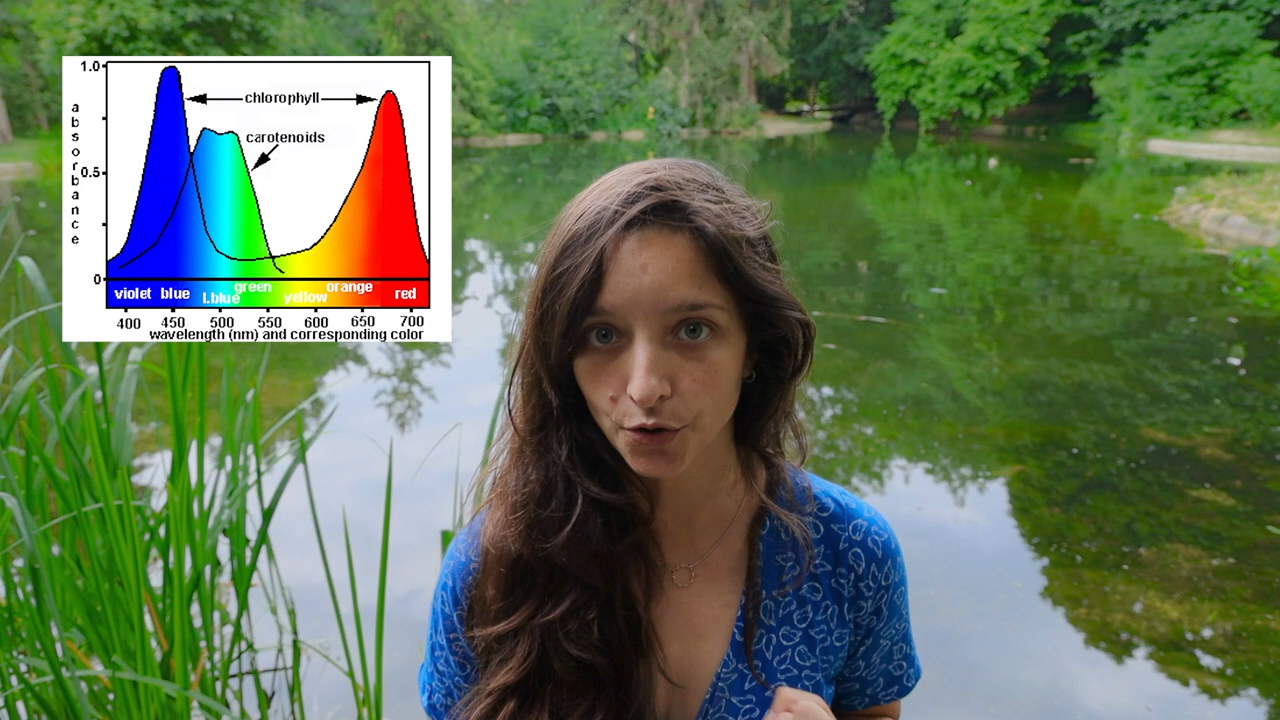 1.0
chlorophyll
carotenoids
absorbance
0.5
0
violet blue l.blue green yellow orange red
400 450 500 550 600 650 700
wavelength (nm) and corresponding color